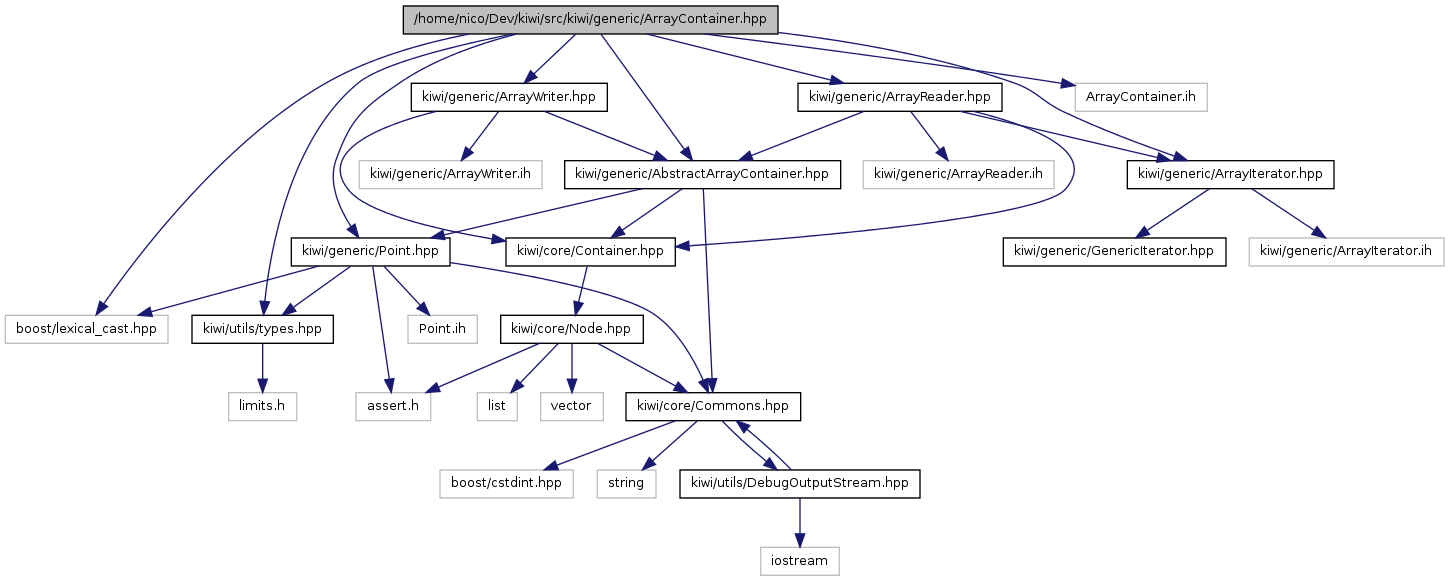 /home/nico/Dev/kiwi/src/kiwi/generic/ArrayContainer.hpp
kiwi/generic/ArrayWriter.hpp
kiwi/generic/ArrayReader.hpp
ArrayContainer.ih
kiwi/generic/ArrayWriter.ih
kiwi/generic/AbstractArrayContainer.hpp
kiwi/generic/ArrayReader.ih
kiwi/generic/ArrayIterator.hpp
kiwi/generic/Point.hpp
kiwi/core/Container.hpp
kiwi/generic/GenericIterator.hpp
kiwi/generic/ArrayIterator.ih
boost/lexical_cast.hpp
kiwi/utils/types.hpp
Point.ih
kiwi/core/Node.hpp
limits.h
assert.h
list
vector
kiwi/core/Commons.hpp
boost/cstdint.hpp
string
kiwi/utils/DebugOutputStream.hpp
iostream